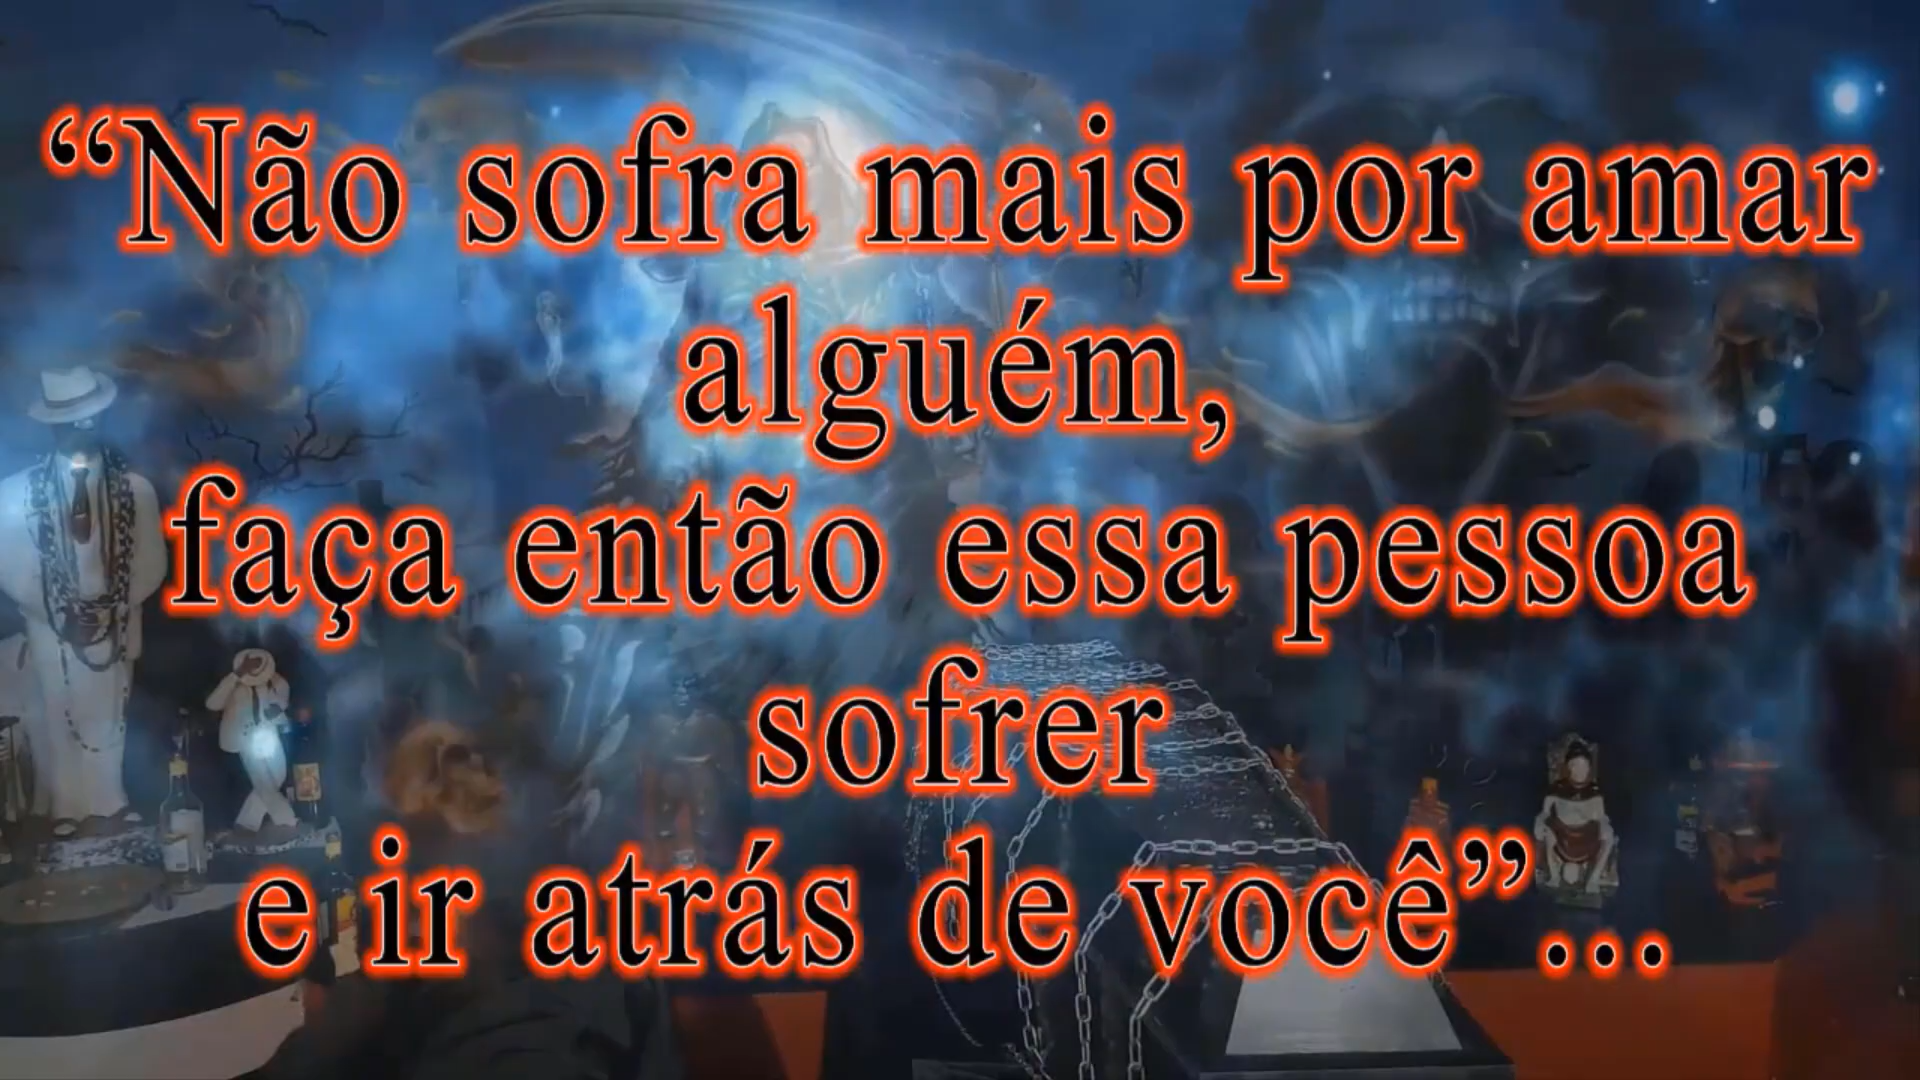 “Não sofra mais por amar
alguém,
faça então essa pessoa
sofrer
e ir atrás de você”...